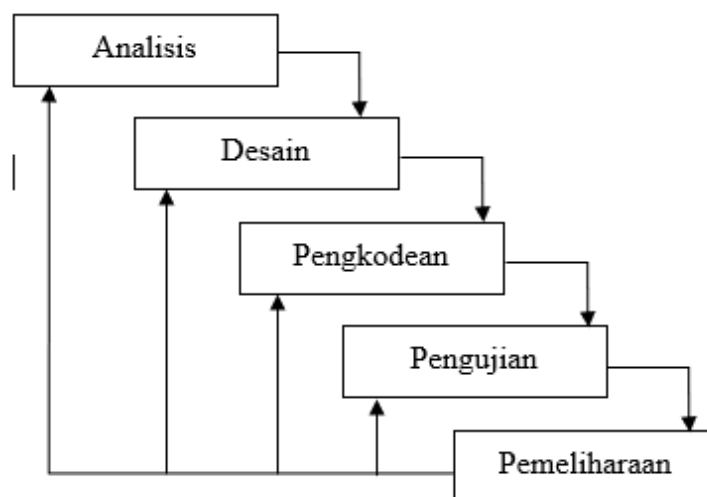 Analisis
Desain
Pengkodean
Pengujian
Pemeliharaan